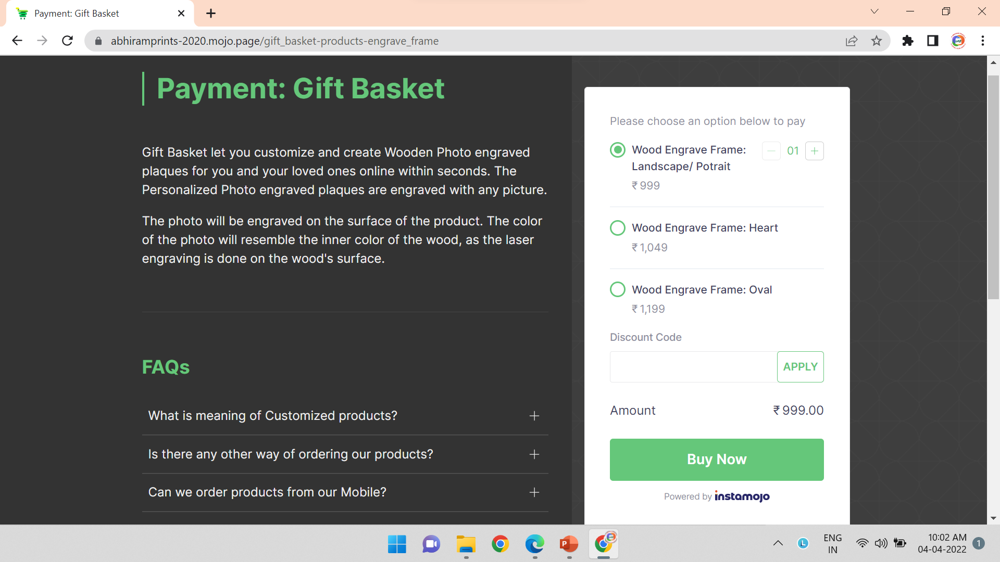 Payment: Gift Basket
abhiramprints-2020.mojo.page/gift_basket-products-engrave_frame
Payment: Gift Basket
Gift Basket let you customize and create Wooden Photo engraved
plaques for you and your loved ones online within seconds. The
Personalized Photo engraved plaques are engraved with any picture.
The photo will be engraved on the surface of the product. The color
of the photo will resemble the inner color of the wood, as the laser
engraving is done on the wood's surface.
FAQs
What is meaning of Customized products?
Is there any other way of ordering our products?
Can we order products from our Mobile?
Please choose an option below to pay
Wood Engrave Frame: 01
Landscape/ Potrait
₹ 999
Wood Engrave Frame: Heart
₹ 1,049
Wood Engrave Frame: Oval
₹ 1,199
Discount Code
APPLY
Amount ₹ 999.00
Buy Now
Powered by instamojo
P
L
ENG
IN
10:02 AM
04-04-2022
1